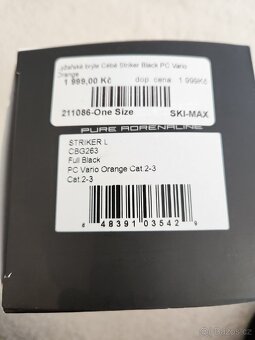 Lyžařské brýle Cébé Striker Black PC Vario
Orange
1 999,00 Kč dop. cena: 1 999Kč
211086-One Size SKI-MAX
PURE ADRENALINE
STRIKER L
CBG263
Full Black
PC Vario Orange Cat.2-3
Cat.2-3
6 48391 03542 9
bazos.cz